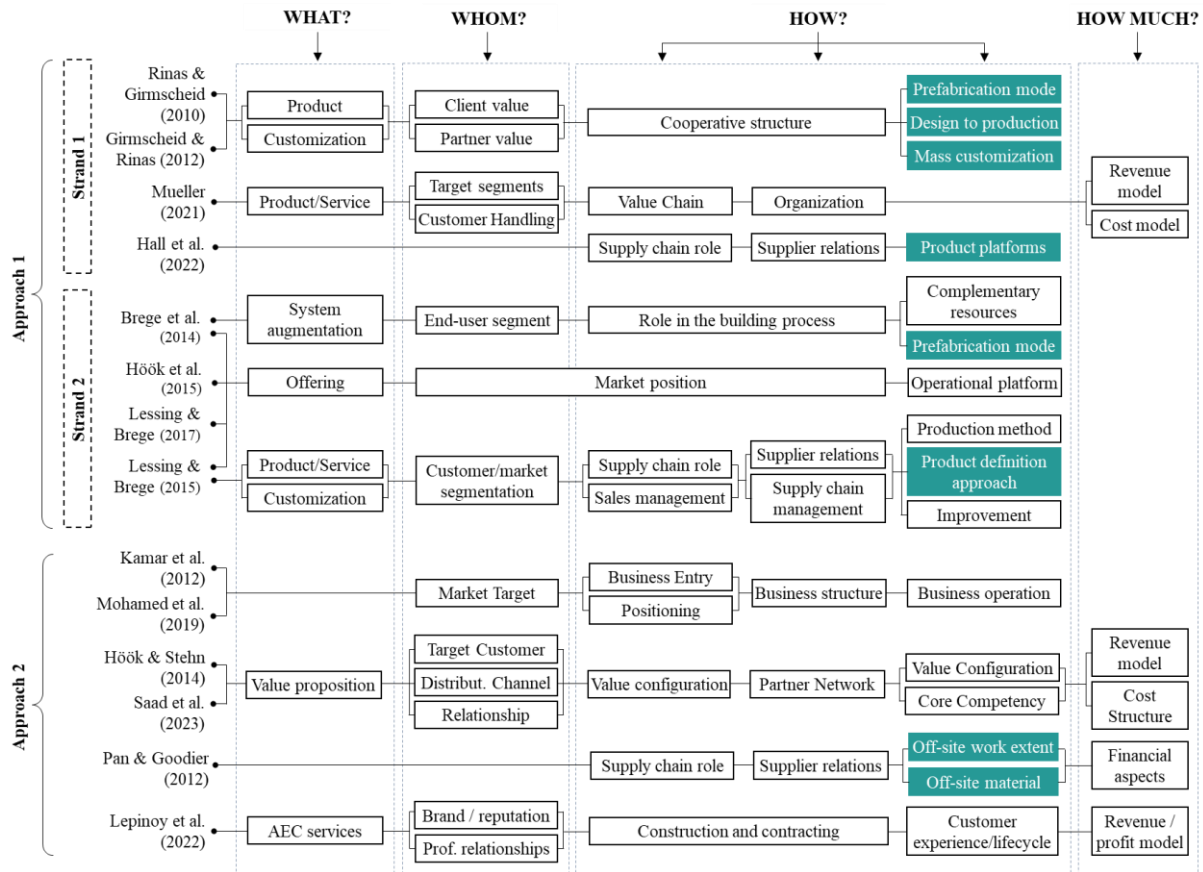 WHAT?
WHOM?
HOW?
HOW MUCH?
Approach 1
Strand 1
Rinas &
Girmscheid
(2010)
Girmscheid &
Rinas (2012)
Product
Customization
Client value
Partner value
Cooperative structure
Prefabrication mode
Design to production
Mass customization
Mueller
(2021)
Product/Service
Target segments
Customer Handling
Value Chain
Organization
Revenue
model
Cost model
Hall et al.
(2022)
Supply chain role
Supplier relations
Product platforms
Strand 2
Brege et al.
(2014)
System
augmentation
End-user segment
Role in the building process
Complementary
resources
Prefabrication mode
Höök et al.
(2015)
Offering
Market position
Operational platform
Lessing &
Brege (2017)
Lessing &
Brege (2015)
Product/Service
Customization
Customer/market
segmentation
Supply chain role
Sales management
Supplier relations
Supply chain
management
Production method
Product definition
approach
Improvement
Approach 2
Kamar et al.
(2012)
Mohamed et al.
(2019)
Market Target
Business Entry
Positioning
Business structure
Business operation
Höök & Stehn
(2014)
Saad et al.
(2023)
Value proposition
Target Customer
Distribut. Channel
Relationship
Value configuration
Partner Network
Value Configuration
Core Competency
Revenue
model
Cost
Structure
Pan & Goodier
(2012)
Supply chain role
Supplier relations
Off-site work extent
Off-site material
Financial
aspects
Lepinoy et al.
(2022)
AEC services
Brand / reputation
Prof. relationships
Construction and contracting
Customer
experience/lifecycle
Revenue /
profit model